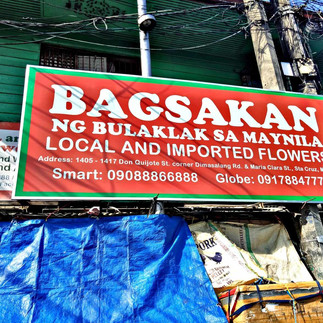 BAGSAKAN
NG BULAKLAK SA MAYNILA
LOCAL AND IMPORTED FLOWERS
Address: 1405 - 1417 Don Quijote St. corner Dimasalang Rd. & Maria Clara St., Sta Cruz, M
Smart: 09088866888 Globe: 0917884777